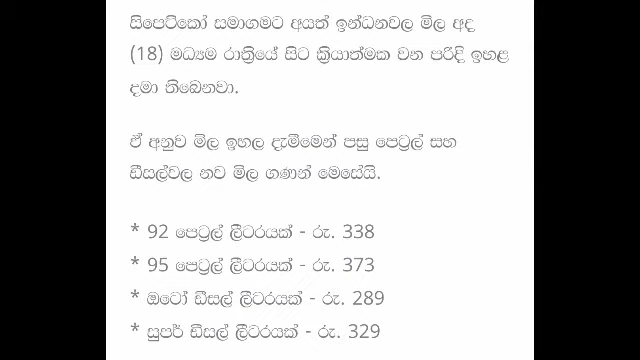 සිපෙට්කෝ සමාගමට අයත් ඉන්ධනවල මිල අද
(18) මධ්‍යම රාත්‍රියේ සිට ක්‍රියාත්මක වන පරිදි ඉහළ
දමා තිබෙනවා.
ඒ අනුව මිල ඉහල දැමීමෙන් පසු පෙට්‍රල් සහ
ඩීසල්වල නව මිල ගණන් මෙසේයි.
* 92 පෙට්‍රල් ලීටරයක් - රු. 338
* 95 පෙට්‍රල් ලීටරයක් - රු. 373
* ඔටෝ ඩීසල් ලීටරයක් - රු. 289
* සුපර් ඩිසල් ලීටරයක් - රු. 329